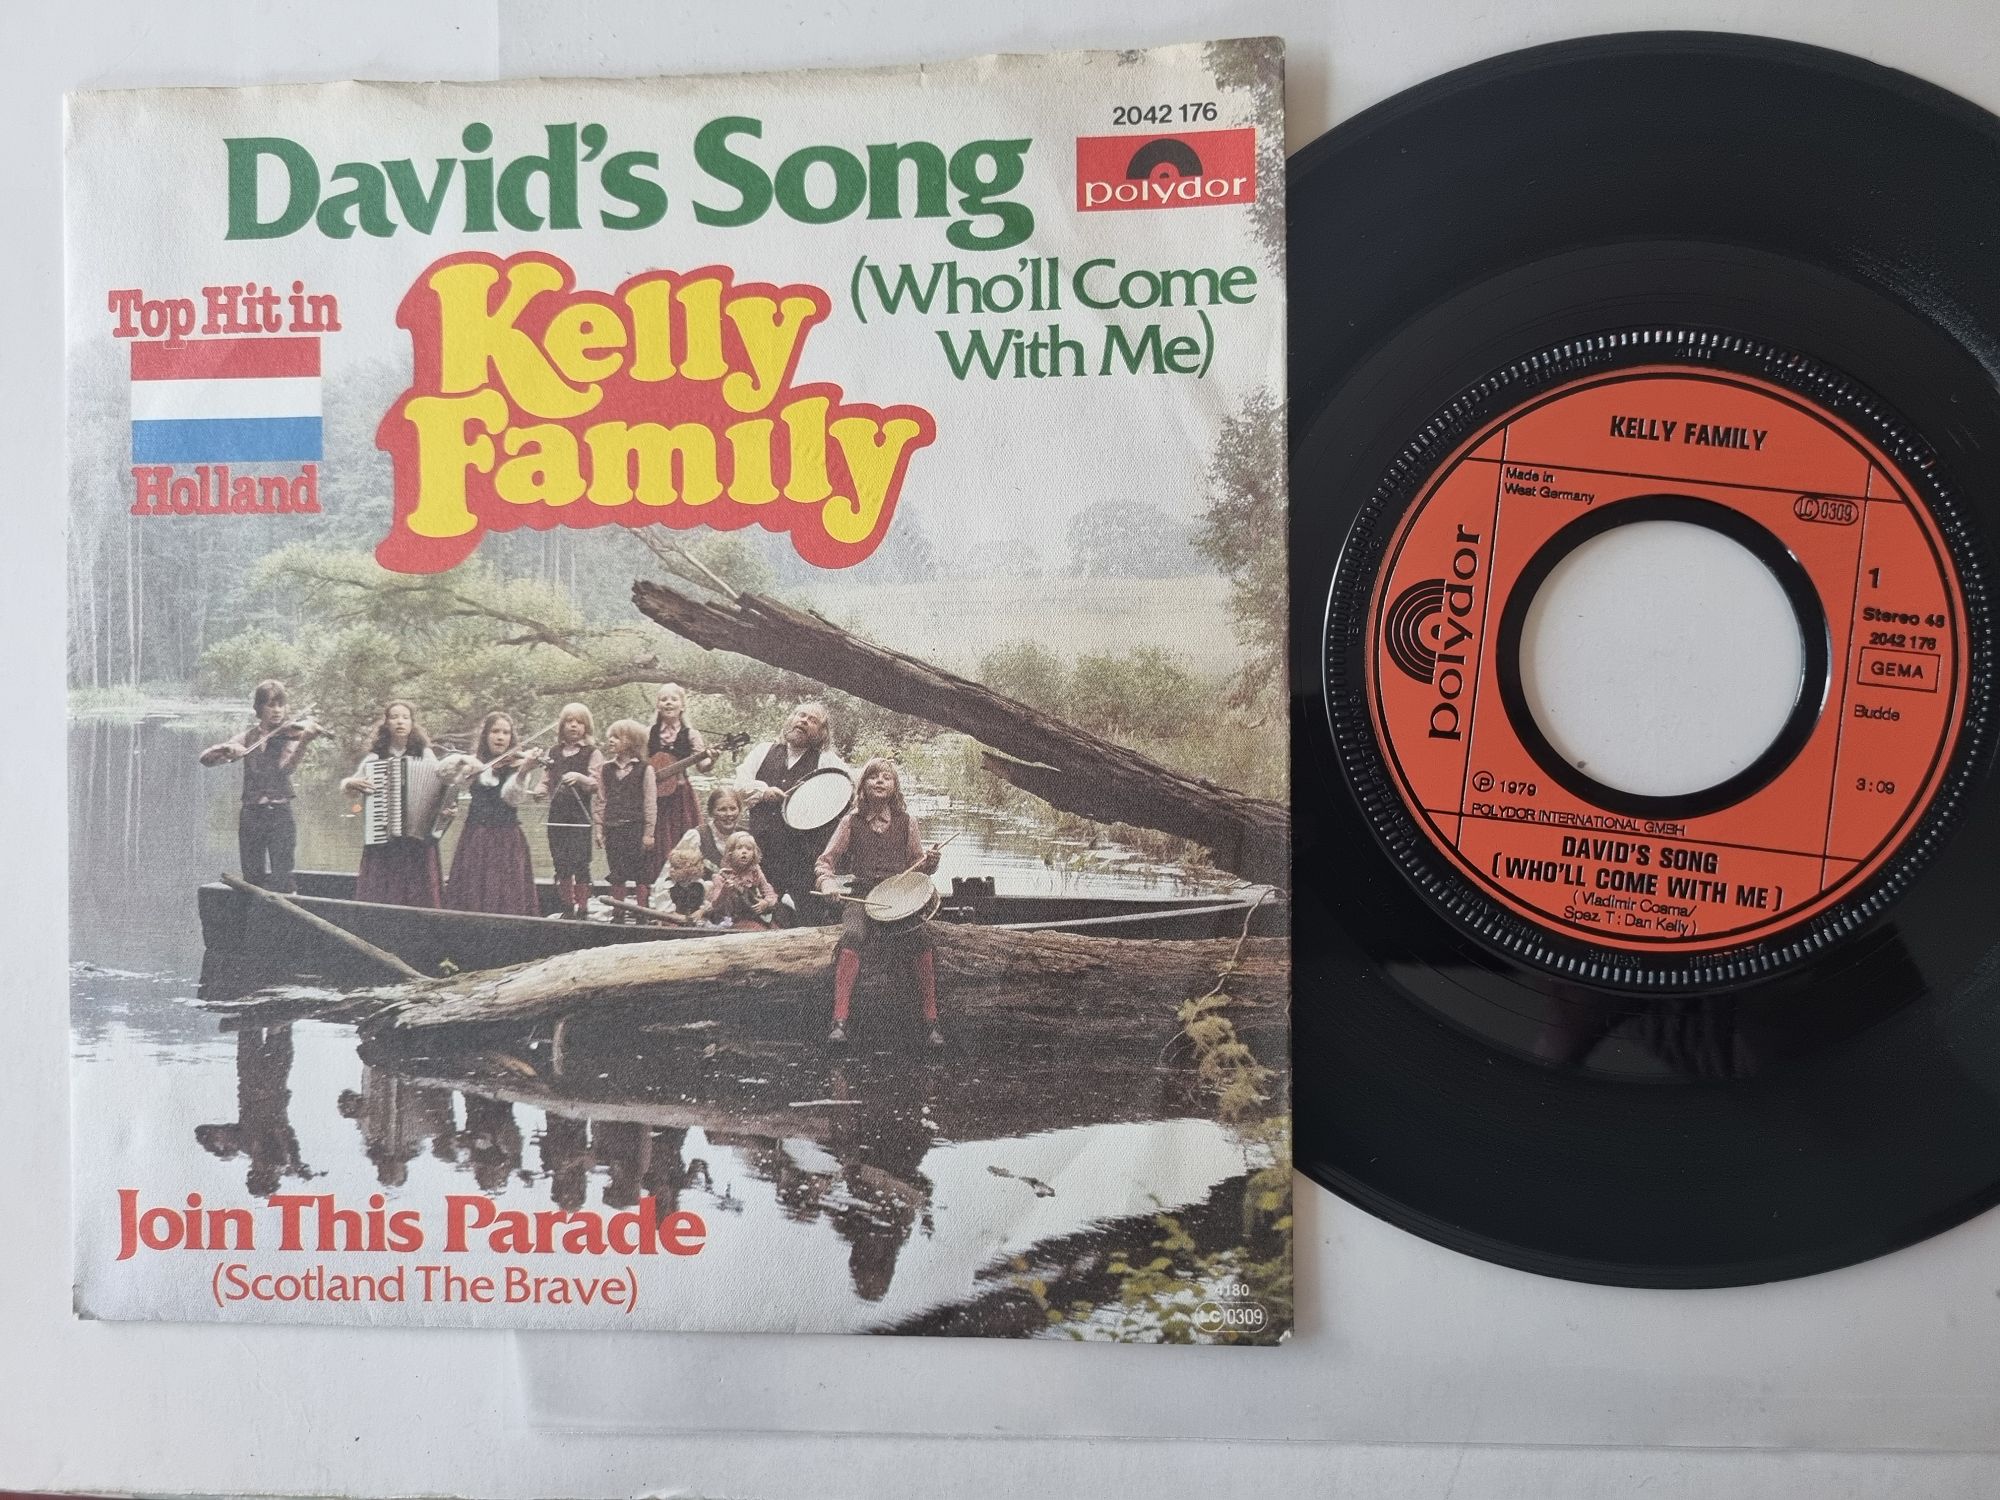 David's Song
(Who'll Come
With Me)
2042 176
polydor
Top Hit in
Holland
Kelly
Family
Join This Parade
(Scotland The Brave)
4180
LC 0309
KELLY FAMILY
Made in
West Germany
LC 0309
polydor
1
Stereo 45
2042 176
GEMA
Budde
3:09
℗ 1979
POLYDOR INTERNATIONAL GMBH
DAVID'S SONG
(WHO'LL COME WITH ME)
(Vladimir Cosma/
Spez. T: Dan Kelly)